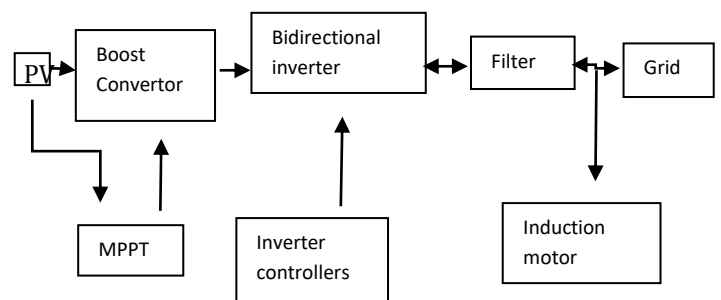 PV
Boost
Convertor
Bidirectional
inverter
Filter
Grid
MPPT
Inverter
controllers
Induction
motor